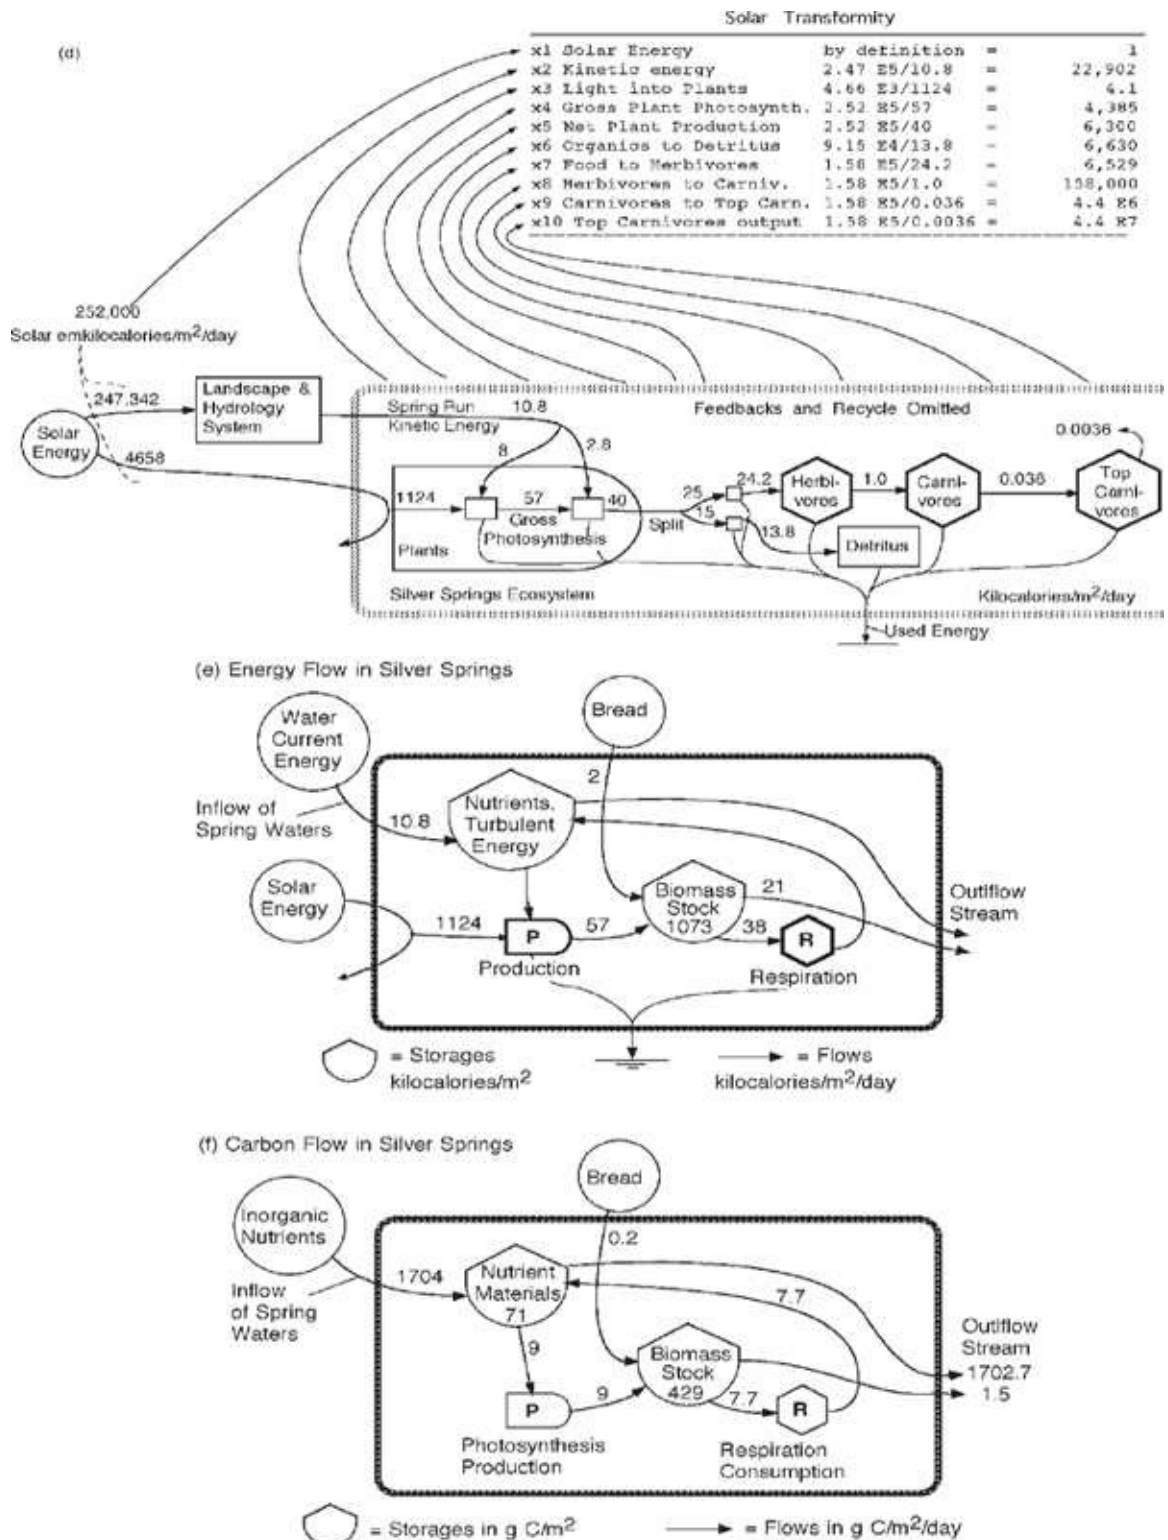 Solar Transformity
(d)
x1 Solar Energy by definition = 1
x2 Kinetic energy 2.47 E5/10.8 = 22,902
x3 Light into Plants 4.66 E3/1124 = 4.1
x4 Gross Plant Photosynth. 2.52 E5/57 = 4,385
x5 Net Plant Production 2.52 E5/40 = 6,300
x6 Organics to Detritus 9.15 E4/13.8 = 6,630
x7 Food to Herbivores 1.58 E5/24.2 = 6,529
x8 Herbivores to Carniv. 1.58 E5/1.0 = 158,000
x9 Carnivores to Top Carn. 1.58 E5/0.036 = 4.4 E6
x10 Top Carnivores output 1.58 E5/0.0036 = 4.4 E7
252,000
Solar emkilocalories/m²/day
247,342
Landscape &
Hydrology
System
Solar
Energy
4658
Spring Run
Kinetic Energy
10.8
Feedbacks and Recycle Omitted
8
2.8
0.0036
1124
57
Gross
Photosynthesis
40
Plants
Split
25
15
24.2
13.8
Herbi-
vores
1.0
Carni-
vores
0.036
Top
Carni-
vores
Detritus
Silver Springs Ecosystem
Kilocalories/m²/day
Used Energy
(e) Energy Flow in Silver Springs
Water
Current
Energy
Bread
Inflow of
Spring Waters
10.8
Nutrients,
Turbulent
Energy
2
Solar
Energy
1124
P
Production
57
Biomass
Stock
1073
21
38
R
Respiration
Outlflow
Stream
= Storages
kilocalories/m²
= Flows
kilocalories/m²/day
(f) Carbon Flow in Silver Springs
Bread
Inorganic
Nutrients
Inflow
of Spring
Waters
1704
Nutrient
Materials
71
0.2
7.7
9
P
9
Photosynthesis
Production
Biomass
Stock
429
7.7
R
Respiration
Consumption
Outlflow
Stream
1702.7
1.5
= Storages in g C/m²
= Flows in g C/m²/day